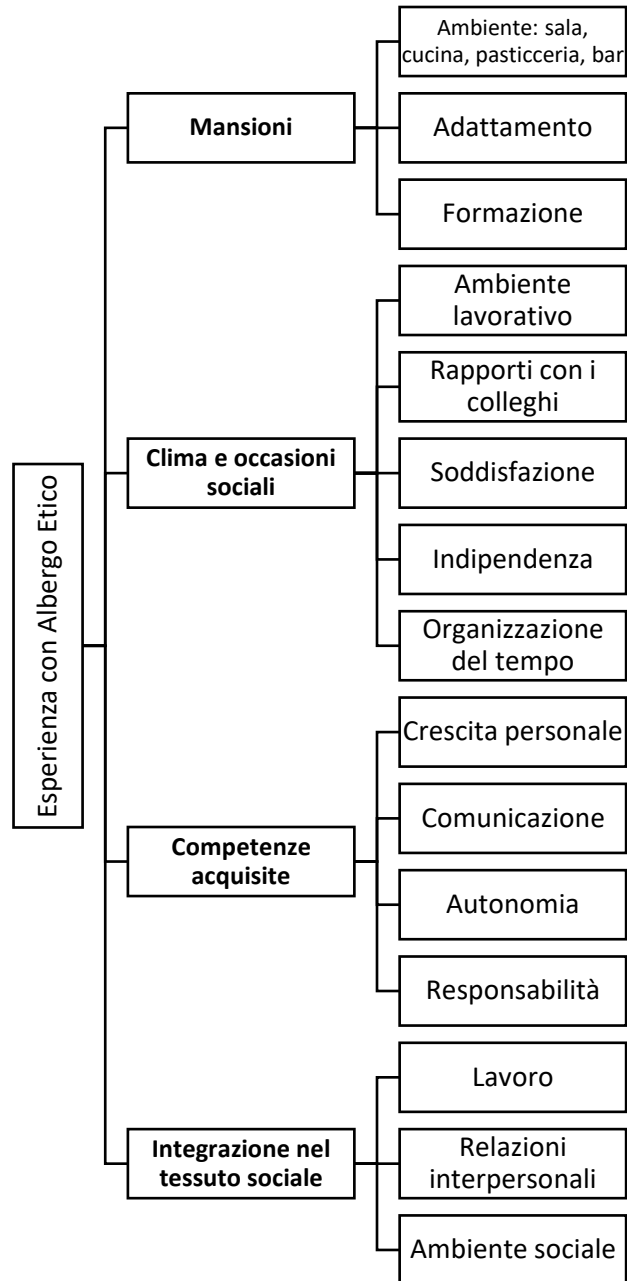 Esperienza con Albergo Etico
Mansioni
Ambiente: sala,
cucina, pasticceria, bar
Adattamento
Formazione
Clima e occasioni
sociali
Ambiente
lavorativo
Rapporti con i
colleghi
Soddisfazione
Indipendenza
Organizzazione
del tempo
Competenze
acquisite
Crescita personale
Comunicazione
Autonomia
Responsabilità
Integrazione nel
tessuto sociale
Lavoro
Relazioni
interpersonali
Ambiente sociale